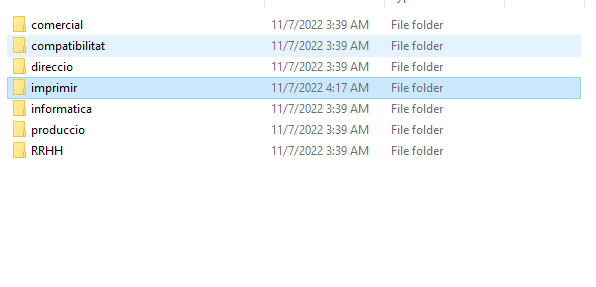 comercial 11/7/2022 3:39 AM File folder
compatibilitat 11/7/2022 3:39 AM File folder
direccio 11/7/2022 3:39 AM File folder
imprimir 11/7/2022 4:17 AM File folder
informatica 11/7/2022 3:39 AM File folder
produccio 11/7/2022 3:39 AM File folder
RRHH 11/7/2022 3:39 AM File folder